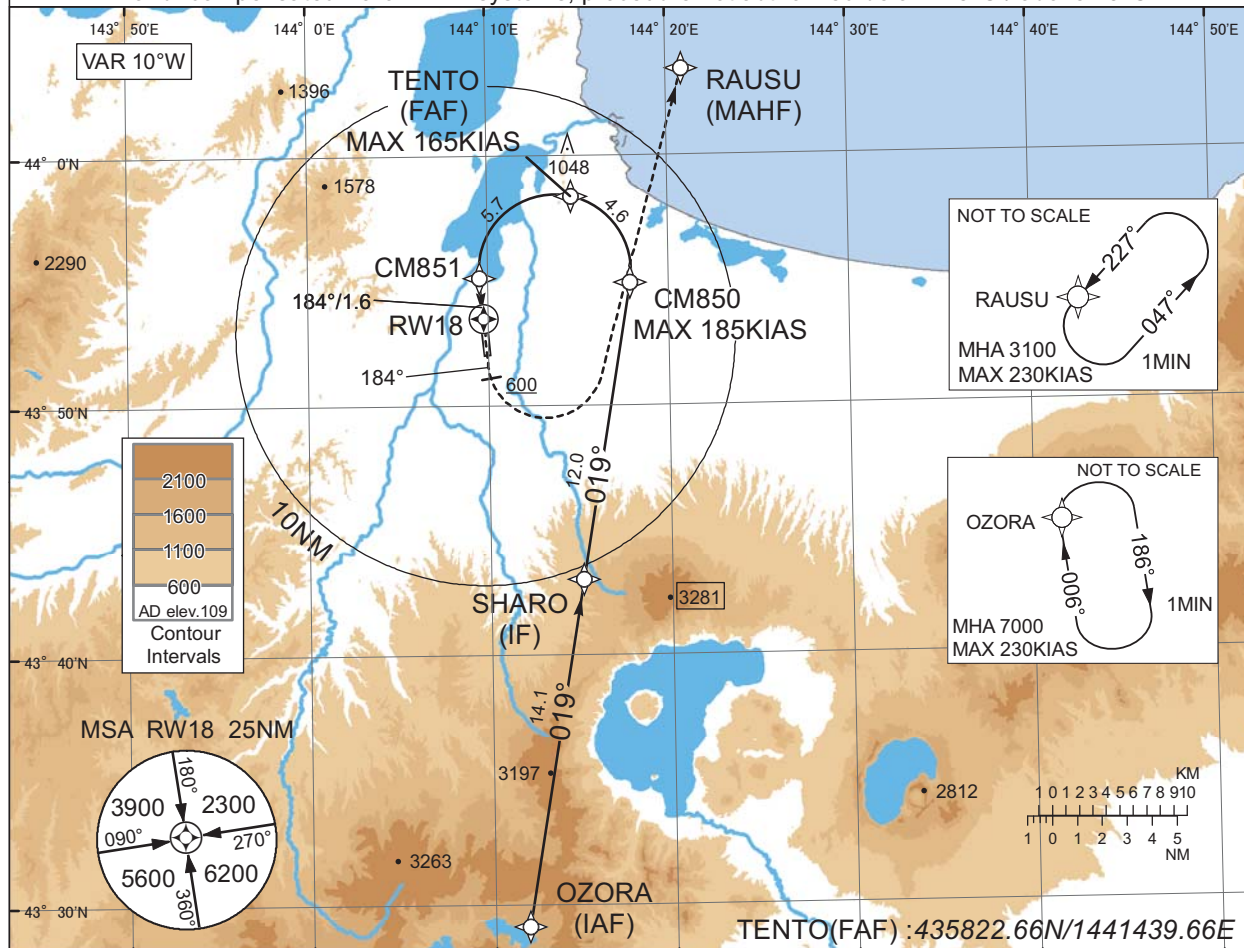 143° 50'E
144° 0'E
144° 10'E
144° 20'E
144° 30'E
144° 40'E
144° 50'E
VAR 10°W
1396
TENTO
(FAF)
MAX 165KIAS
RAUSU
(MAHF)
44° 0'N
1048
1578
5.7
4.6
2290
CM851
184°/1.6
RW18
CM850
MAX 185KIAS
184°
600
43° 50'N
NOT TO SCALE
227°
RAUSU
047°
MHA 3100
MAX 230KIAS
1MIN
2100
1600
1100
600
AD elev.109
Contour
Intervals
10NM
12.0
019°
NOT TO SCALE
OZORA
186°
006°
1MIN
MHA 7000
MAX 230KIAS
SHARO
(IF)
3281
43° 40'N
14.1
019°
MSA RW18 25NM
180°
3900
2300
090°
270°
5600
6200
360°
3197
2812
KM
1 0 1 2 3 4 5 6 7 8 9 10
1 0 1 2 3 4 5
NM
3263
OZORA
(IAF)
43° 30'N
TENTO(FAF) :435822.66N/1441439.66E